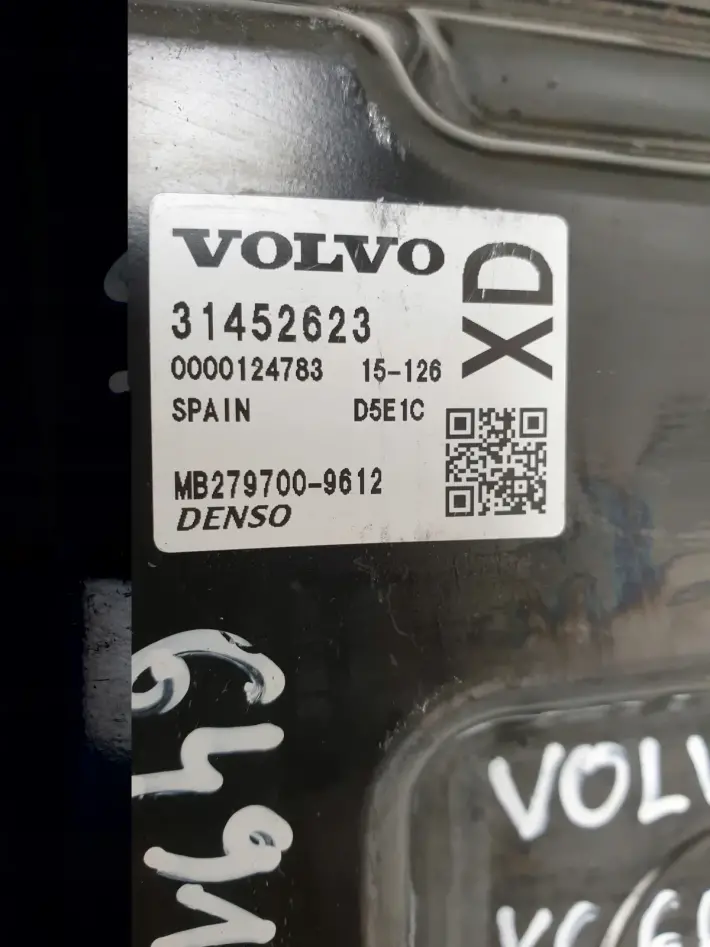 VOLVO
XD
31452623
0000124783 15-126
SPAIN D5E1C
MB279700-9612
DENSO
VOLV